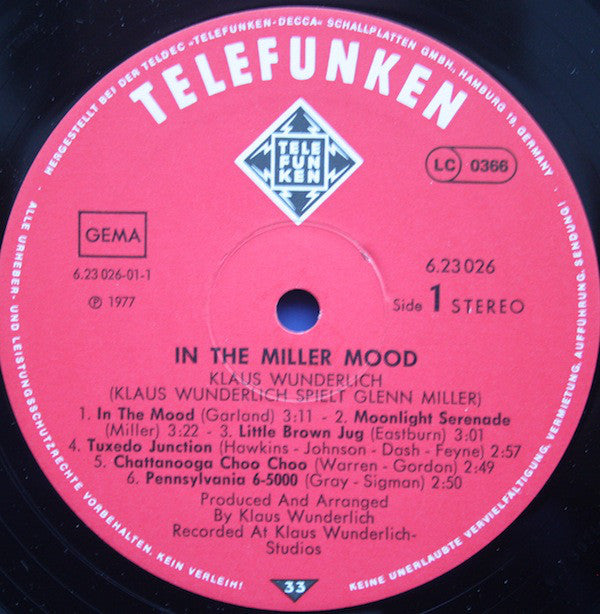 HERGESTELLT BEI DER TELDEC »TELEFUNKEN-DECCA« SCHALLPLATTEN GMBH., HAMBURG 19, GERMANY
TELEFUNKEN
TELE
FUN
KEN
LC 0366
GEMA
6.23026-01-1
℗ 1977
6.23026
Side 1 STEREO
IN THE MILLER MOOD
KLAUS WUNDERLICH
(KLAUS WUNDERLICH SPIELT GLENN MILLER)
1. In The Mood (Garland) 3:11 - 2. Moonlight Serenade
(Miller) 3:22 - 3. Little Brown Jug (Eastburn) 3:01
4. Tuxedo Junction (Hawkins - Johnson - Dash - Feyne) 2:57
5. Chattanooga Choo Choo (Warren - Gordon) 2:49
6. Pennsylvania 6-5000 (Gray - Sigman) 2:50
Produced And Arranged
By Klaus Wunderlich
Recorded At Klaus Wunderlich-
Studios
33
ALLE URHEBER- UND LEISTUNGSSCHUTZRECHTE VORBEHALTEN. KEIN VERLEIH!
KEINE UNERLAUBTE VERVIELFÄLTIGUNG, VERMIETUNG, AUFFÜHRUNG, SENDUNG!